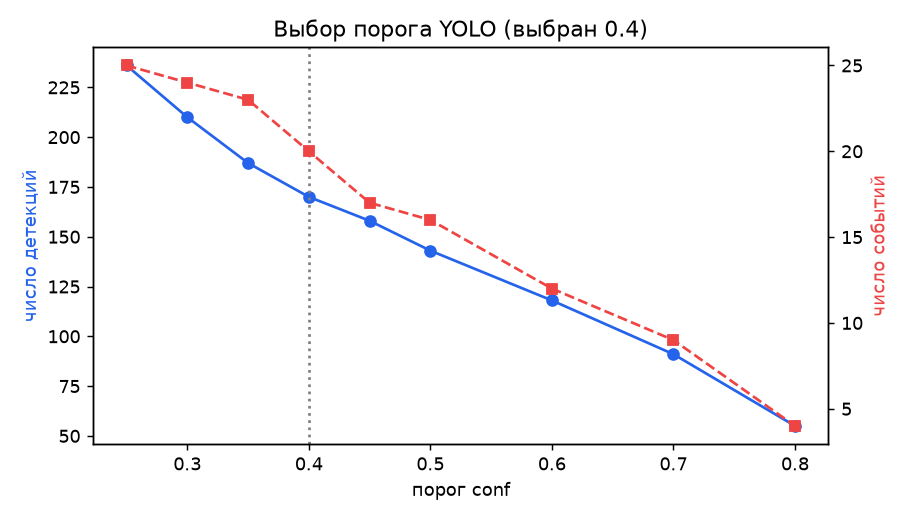 Выбор порога YOLO (выбран 0.4)
число детекций
225
200
175
150
125
100
75
50
25
20
15
10
5
число событий
0.3 0.4 0.5 0.6 0.7 0.8
порог conf